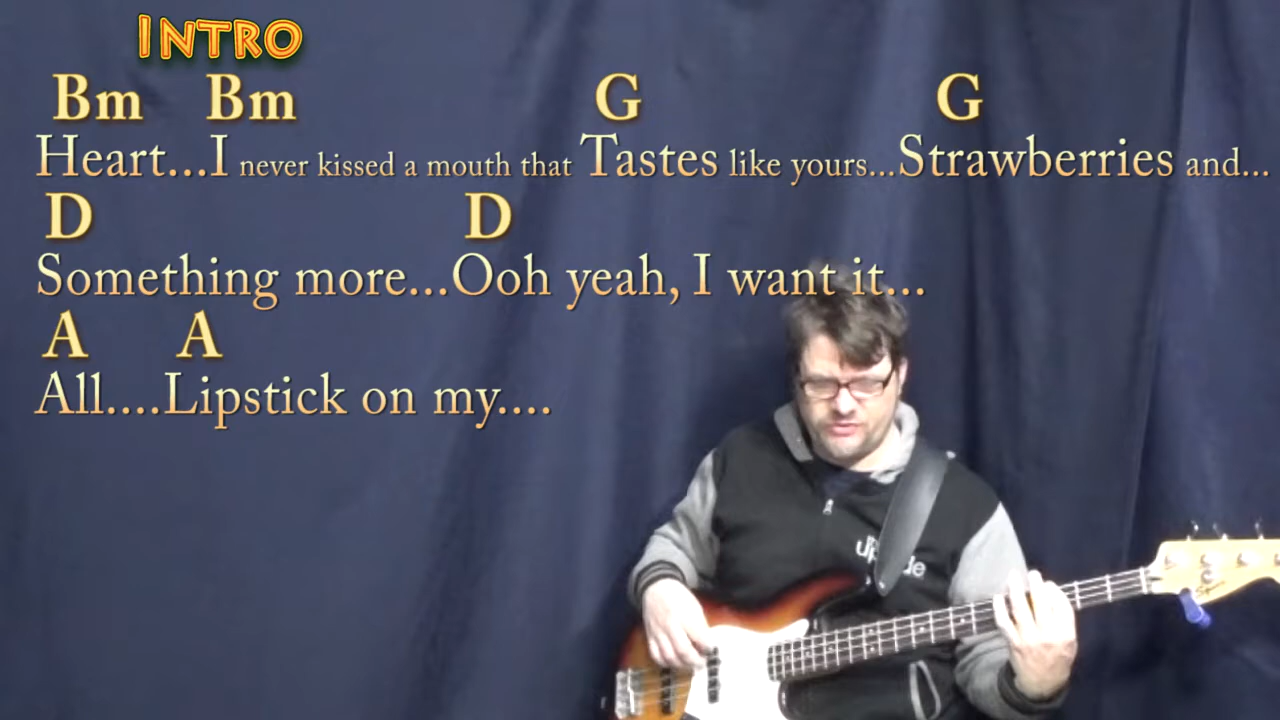 INTRO
Bm Bm G G
Heart...I never kissed a mouth that Tastes like yours...Strawberries and...
D D
Something more...Ooh yeah, I want it...
A A
All....Lipstick on my....